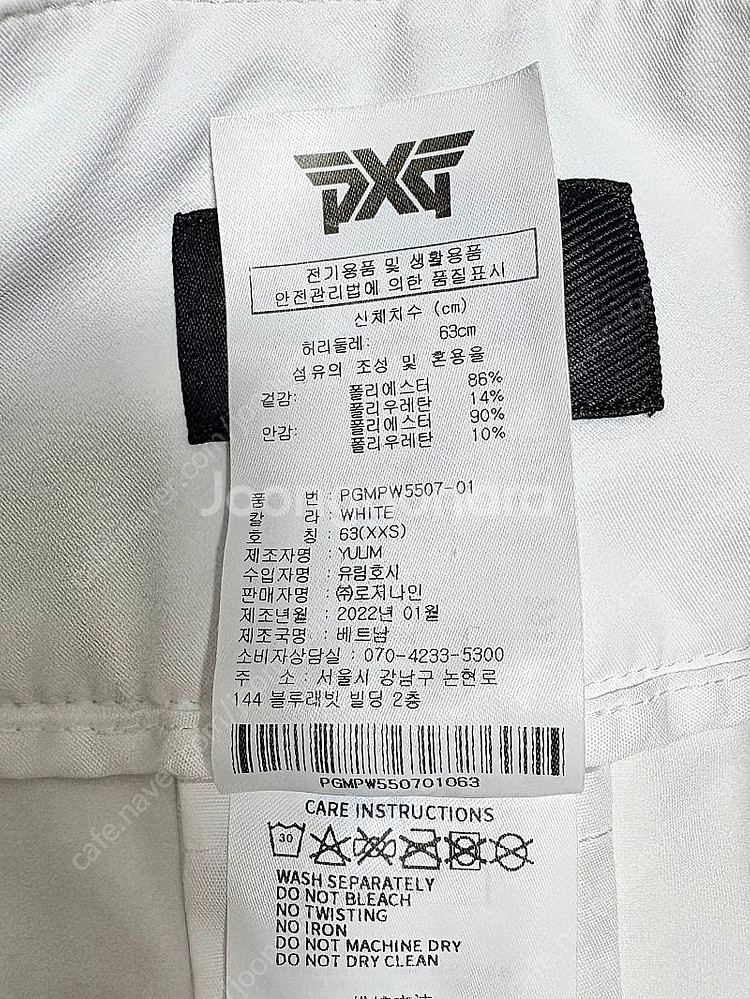 PXG
전기용품 및 생활용품
안전관리법에 의한 품질표시
신체치수 (cm)
허리둘레: 63cm
섬유의 조성 및 혼용율
겉감: 폴리에스터 86%
폴리우레탄 14%
안감: 폴리에스터 90%
폴리우레탄 10%
품 번 : PGMPW5507-01
칼 라 : WHITE
호 칭 : 63(XXS)
제조자명 : YULIM
수입자명 : 유림호시
판매자명 : ㈜로저나인
제조년월 : 2022년 01월
제조국명 : 베트남
소비자상담실 : 070-4233-5300
주 소 : 서울시 강남구 논현로
144 블루래빗 빌딩 2층
PGMPW550701063
CARE INSTRUCTIONS
30
WASH SEPARATELY
DO NOT BLEACH
NO TWISTING
NO IRON
DO NOT MACHINE DRY
DO NOT DRY CLEAN